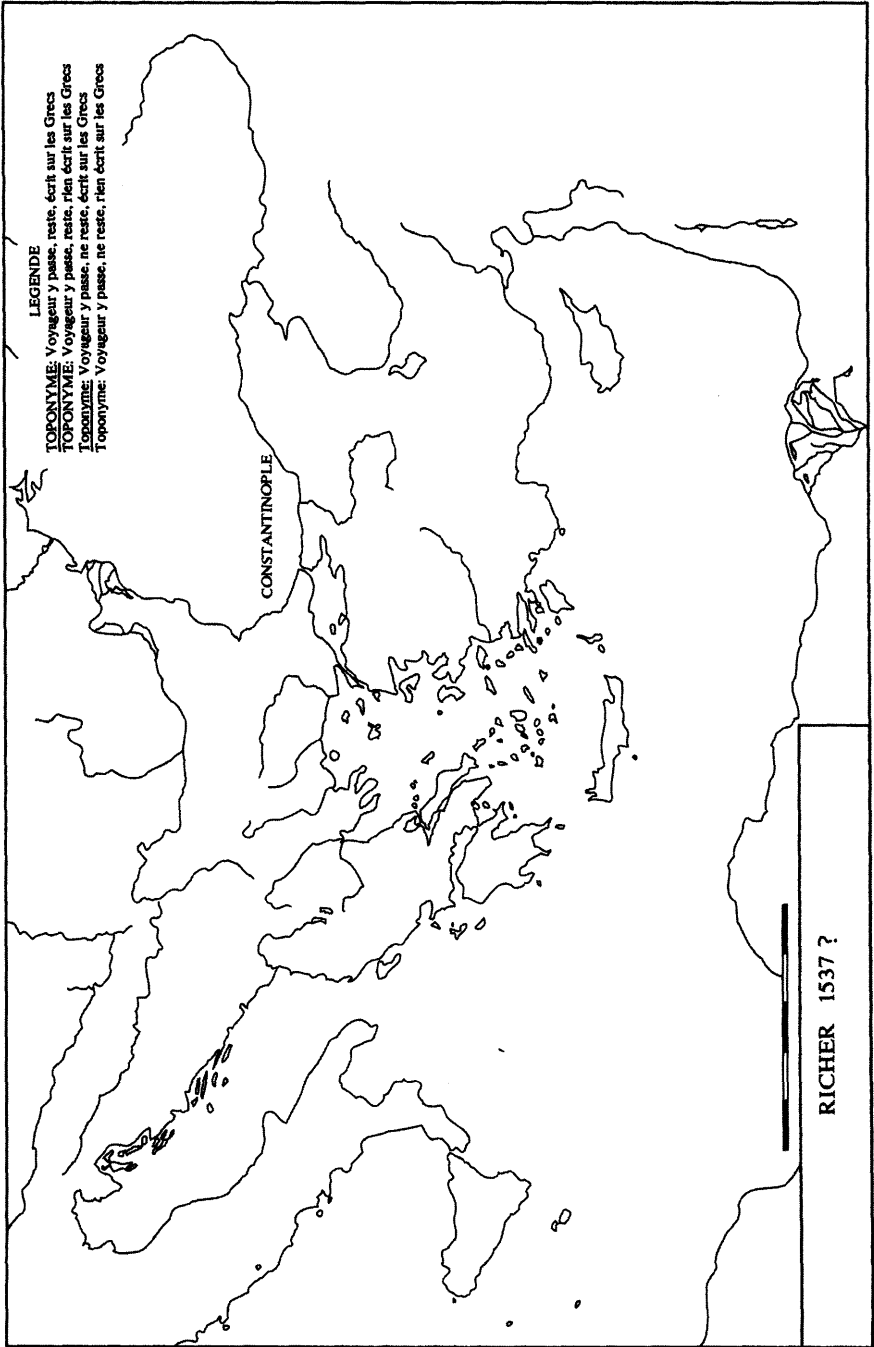 LEGENDE
TOPONYME: Voyageur y passe, reste, écrit sur les Grecs
TOPONYME: Voyageur y passe, reste, rien écrit sur les Grecs
Toponyme: Voyageur y passe, ne reste, écrit sur les Grecs
Toponyme: Voyageur y passe, ne reste, rien écrit sur les Grecs
CONSTANTINOPLE
RICHER 1537 ?